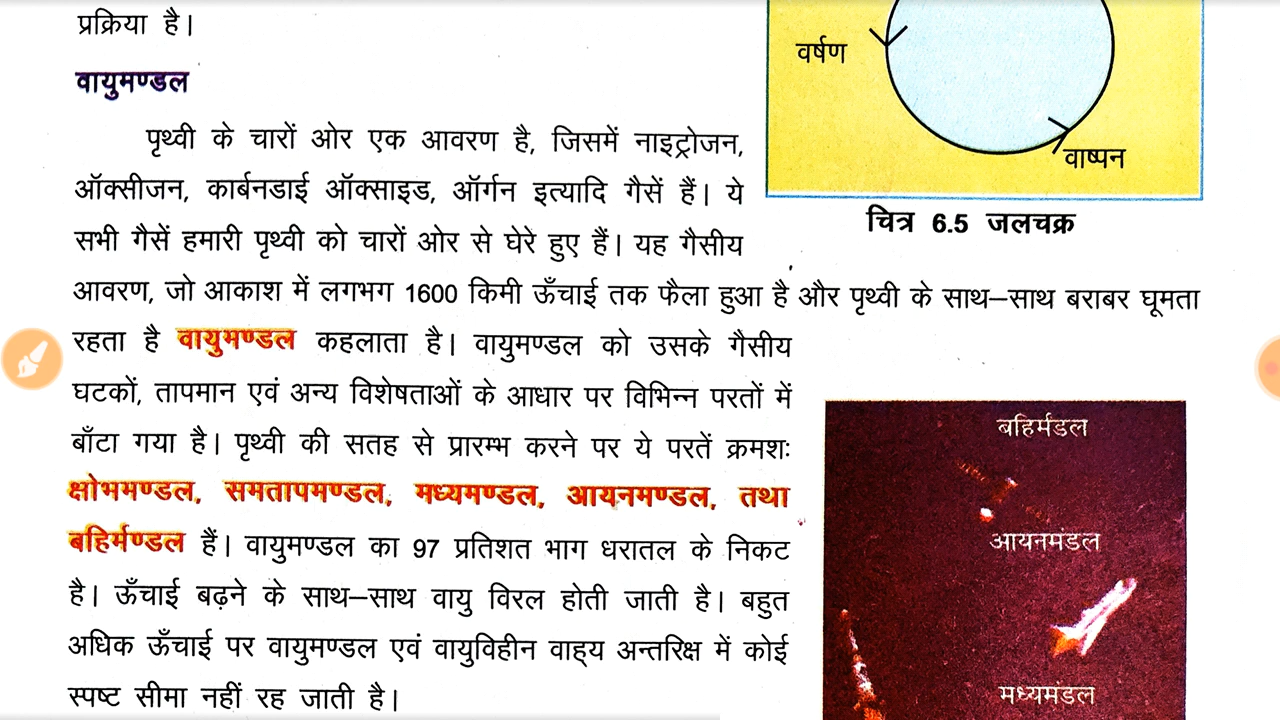 प्रक्रिया है।
वर्षण
वाष्पन
चित्र 6.5 जलचक्र
वायुमण्डल
पृथ्वी के चारों ओर एक आवरण है, जिसमें नाइट्रोजन,
ऑक्सीजन, कार्बनडाई ऑक्साइड, ऑर्गन इत्यादि गैसें हैं। ये
सभी गैसें हमारी पृथ्वी को चारों ओर से घेरे हुए हैं। यह गैसीय
आवरण, जो आकाश में लगभग 1600 किमी ऊँचाई तक फैला हुआ है और पृथ्वी के साथ–साथ बराबर घूमता
रहता है वायुमण्डल कहलाता है। वायुमण्डल को उसके गैसीय
घटकों, तापमान एवं अन्य विशेषताओं के आधार पर विभिन्न परतों में
बाँटा गया है। पृथ्वी की सतह से प्रारम्भ करने पर ये परतें क्रमशः
क्षोभमण्डल, समतापमण्डल, मध्यमण्डल, आयनमण्डल, तथा
बहिर्मण्डल हैं। वायुमण्डल का 97 प्रतिशत भाग धरातल के निकट
है। ऊँचाई बढ़ने के साथ–साथ वायु विरल होती जाती है। बहुत
अधिक ऊँचाई पर वायुमण्डल एवं वायुविहीन वाह्य अन्तरिक्ष में कोई
स्पष्ट सीमा नहीं रह जाती है।
बहिर्मंडल
आयनमंडल
मध्यमंडल